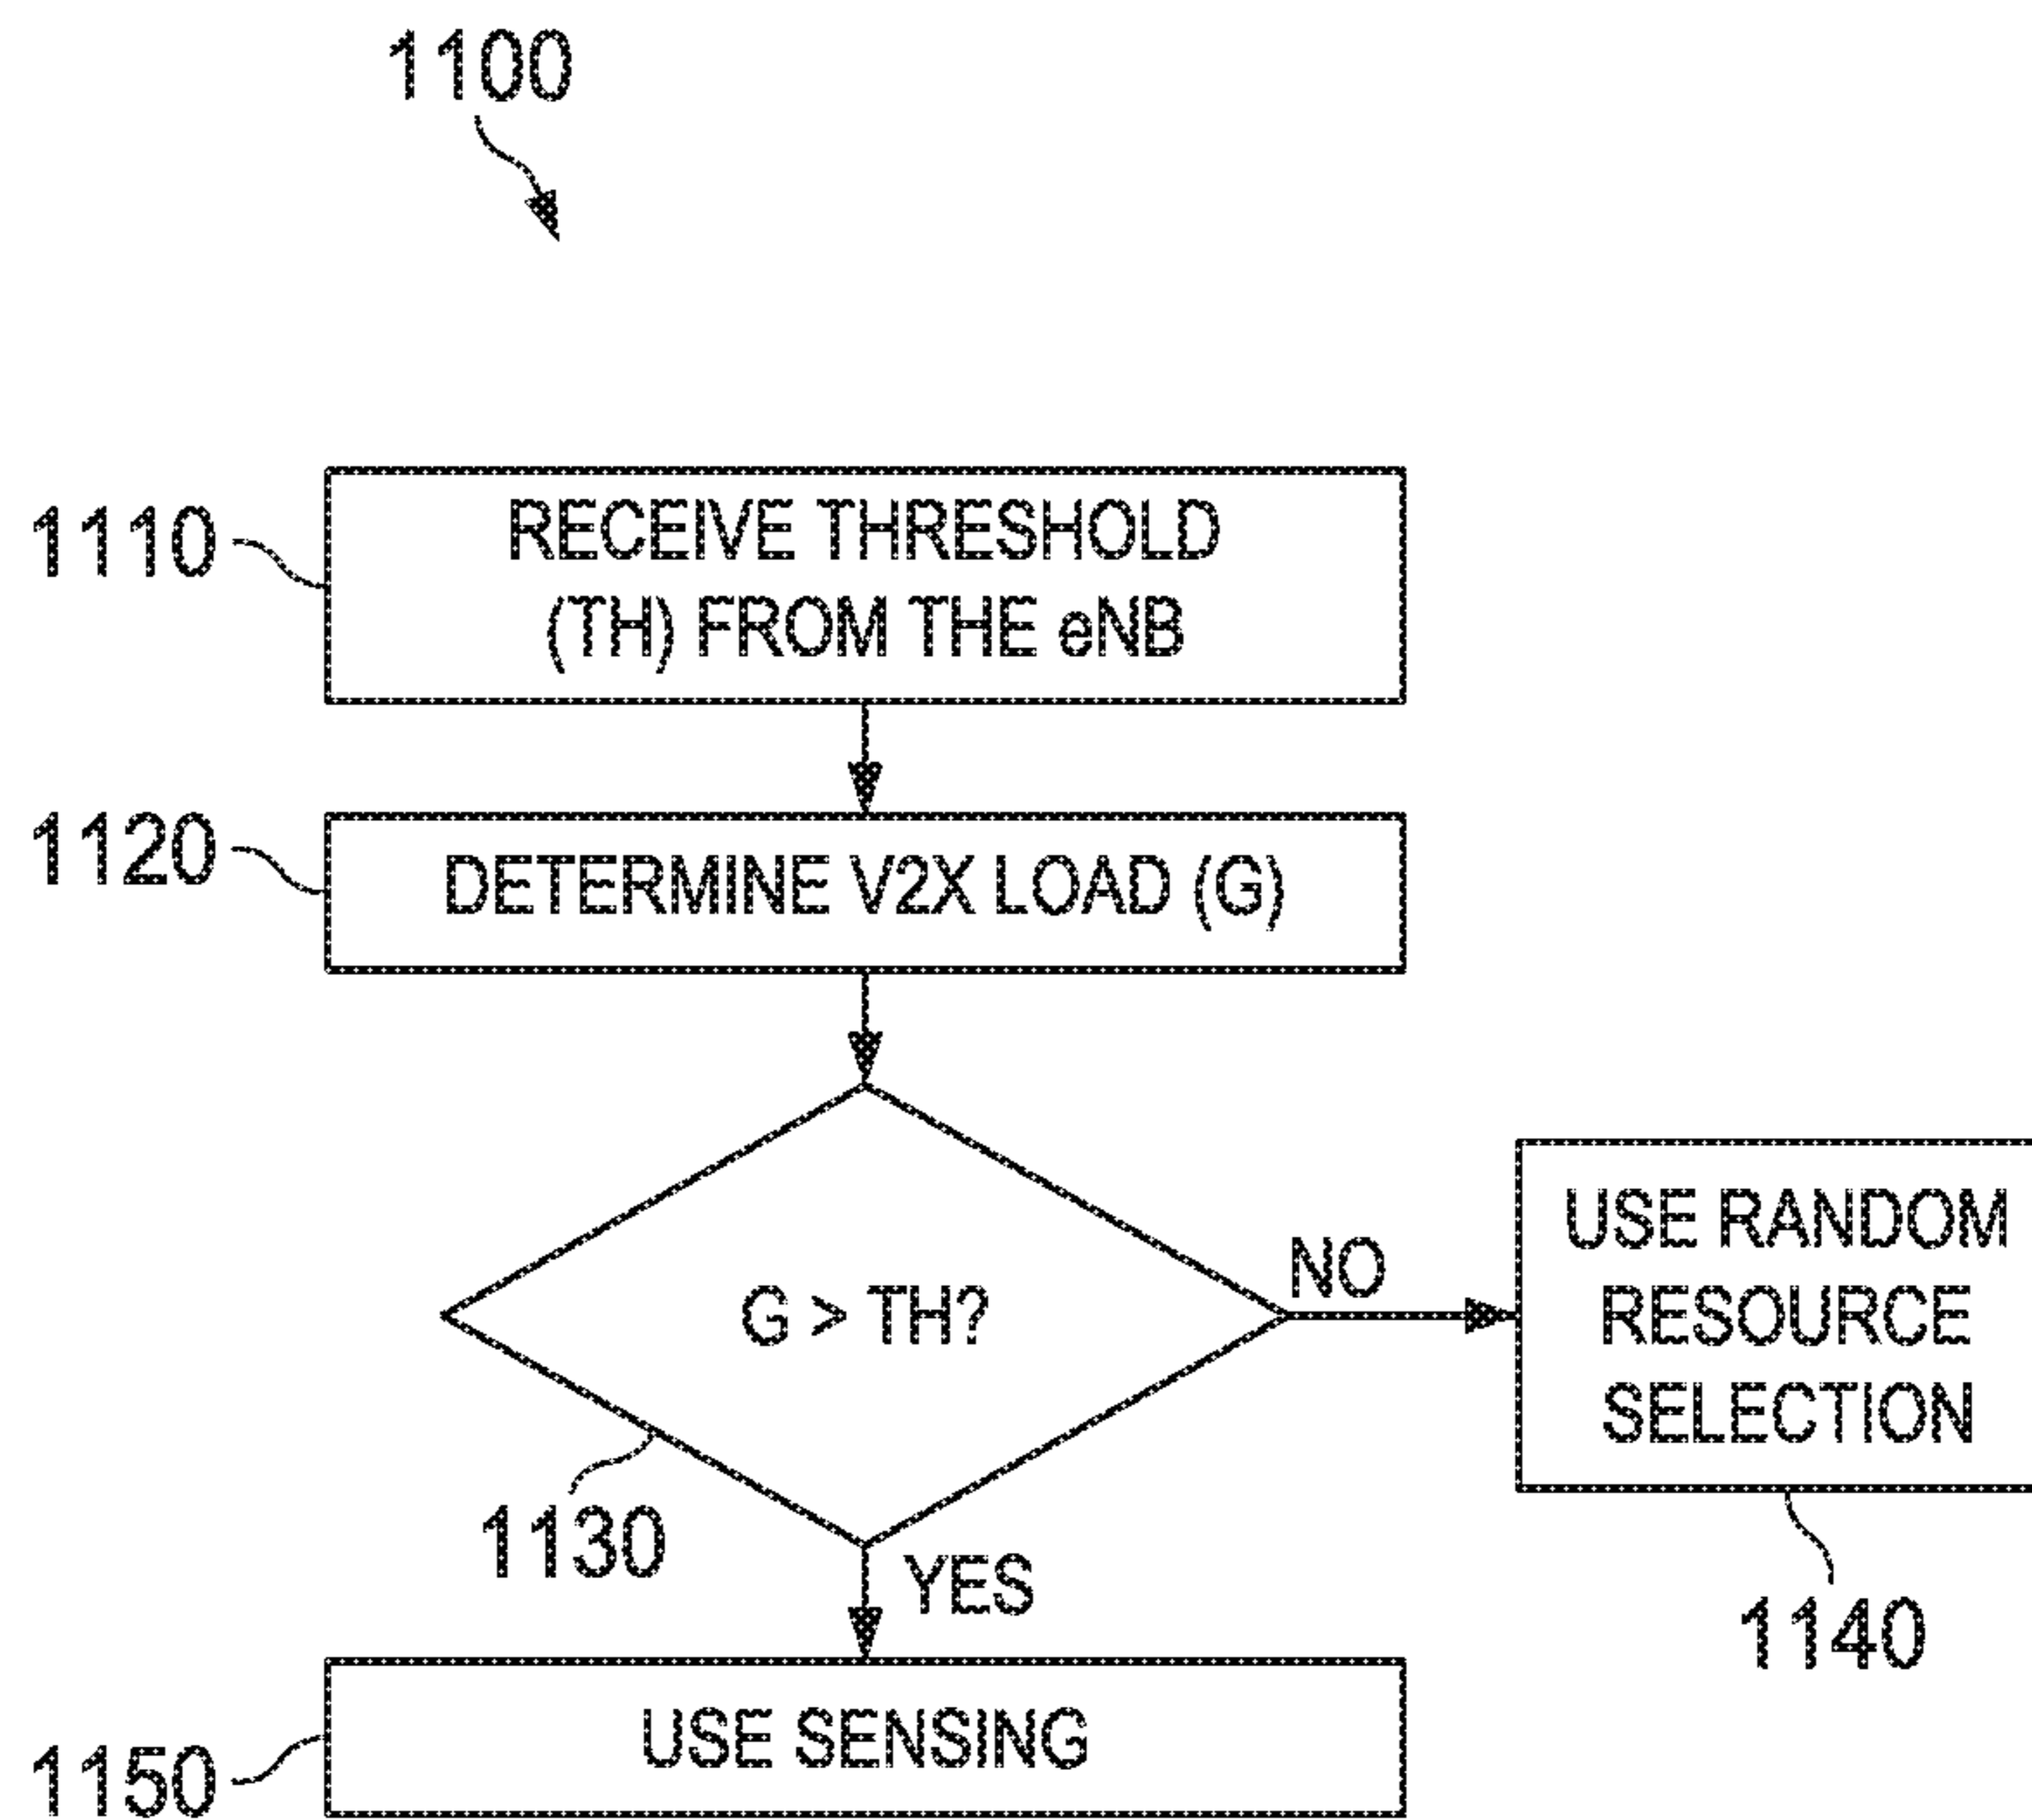 1100
1110
RECEIVE THRESHOLD
(TH) FROM THE eNB
1120
DETERMINE V2X LOAD (G)
G > TH?
NO
USE RANDOM
RESOURCE
SELECTION
1130
YES
1140
USE SENSING
1150